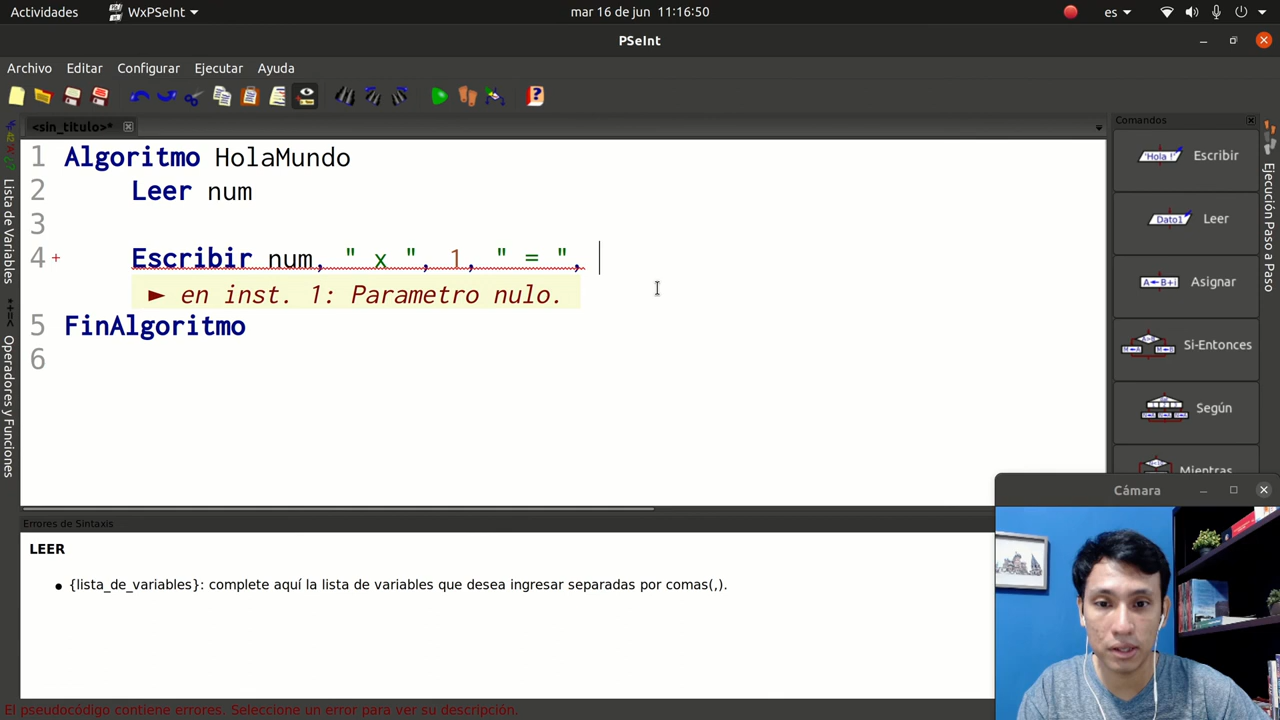 Actividades WxPSeInt mar 16 de jun 11:16:50 es
PSeInt
Archivo Editar Configurar Ejecutar Ayuda
<sin_titulo>*
Comandos
1 Algoritmo HolaMundo
2 Leer num
3
4 + Escribir num, " x ", 1, " = ",
► en inst. 1: Parametro nulo.
5 FinAlgoritmo
6
Lista de Variables
Operadores y Funciones
'Hola !' Escribir
Dato1 Leer
A←B+i Asignar
Si-Entonces
Según
Mientras
Ejecución Paso a Paso
Errores de Sintaxis
LEER
• {lista_de_variables}: complete aquí la lista de variables que desea ingresar separadas por comas(,).
El pseudocódigo contiene errores. Seleccione un error para ver su descripción.
Cámara